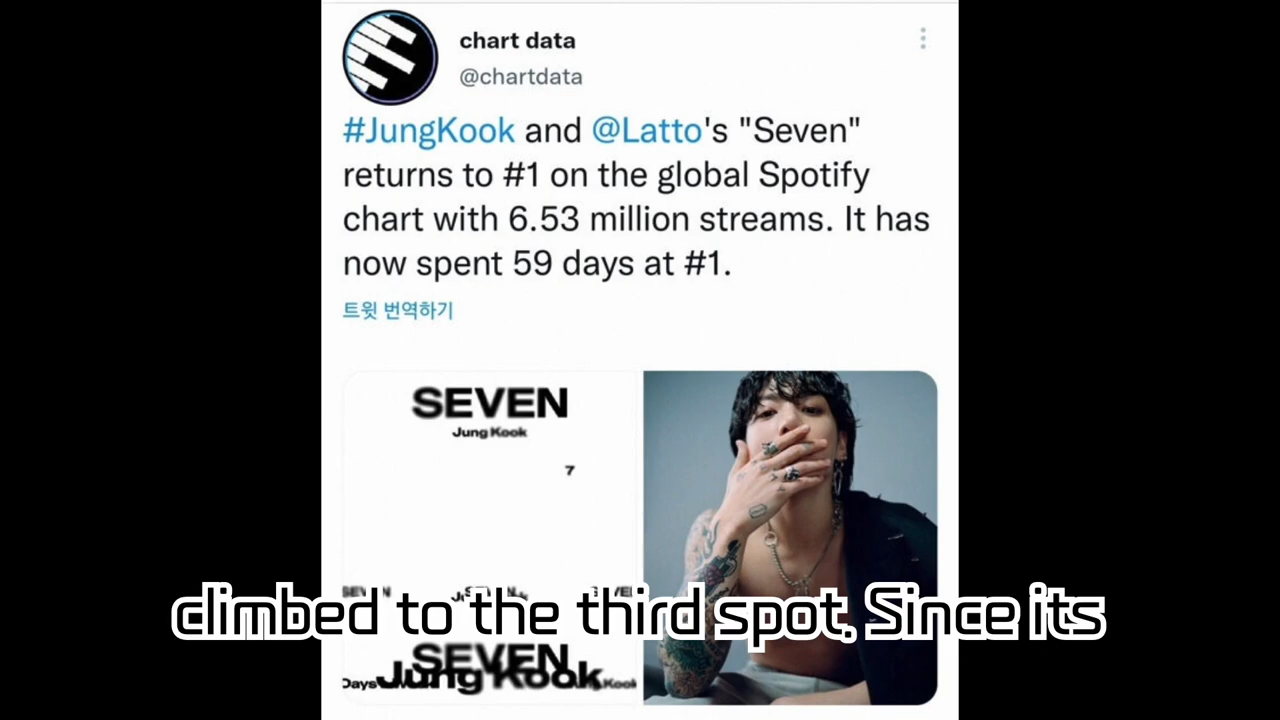 chart data
@chartdata
#JungKook and @Latto's "Seven"
returns to #1 on the global Spotify
chart with 6.53 million streams. It has
now spent 59 days at #1.
트윗 번역하기
SEVEN
Jung Kook
7
climbed to the third spot. Since its
SEVEN
Jung Kook